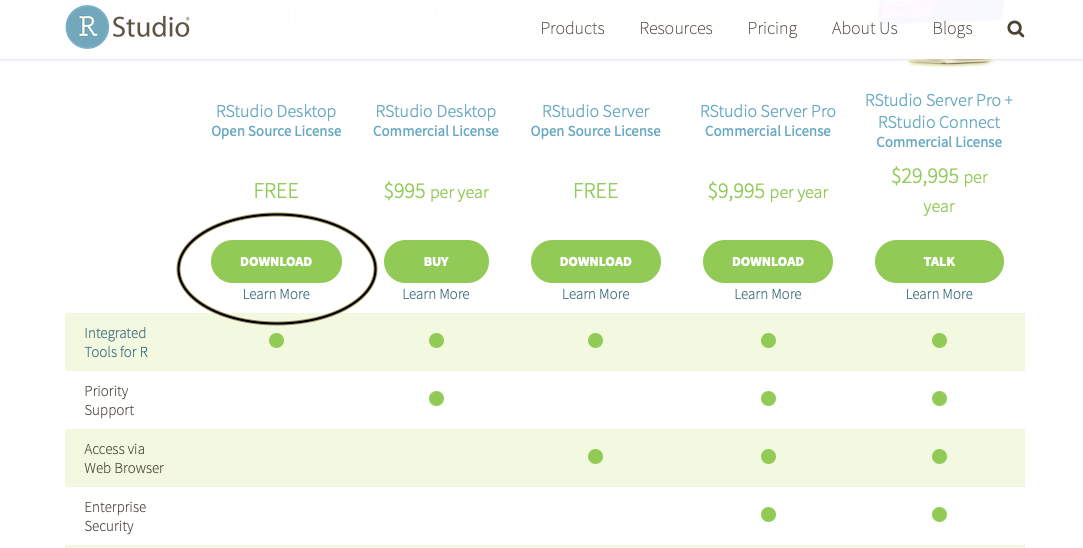 R Studio®
Products Resources Pricing About Us Blogs
RStudio Desktop
Open Source License
FREE
DOWNLOAD
Learn More
RStudio Desktop
Commercial License
$995 per year
BUY
Learn More
RStudio Server
Open Source License
FREE
DOWNLOAD
Learn More
RStudio Server Pro
Commercial License
$9,995 per year
DOWNLOAD
Learn More
RStudio Server Pro +
RStudio Connect
Commercial License
$29,995 per
year
TALK
Learn More
Integrated
Tools for R
Priority
Support
Access via
Web Browser
Enterprise
Security